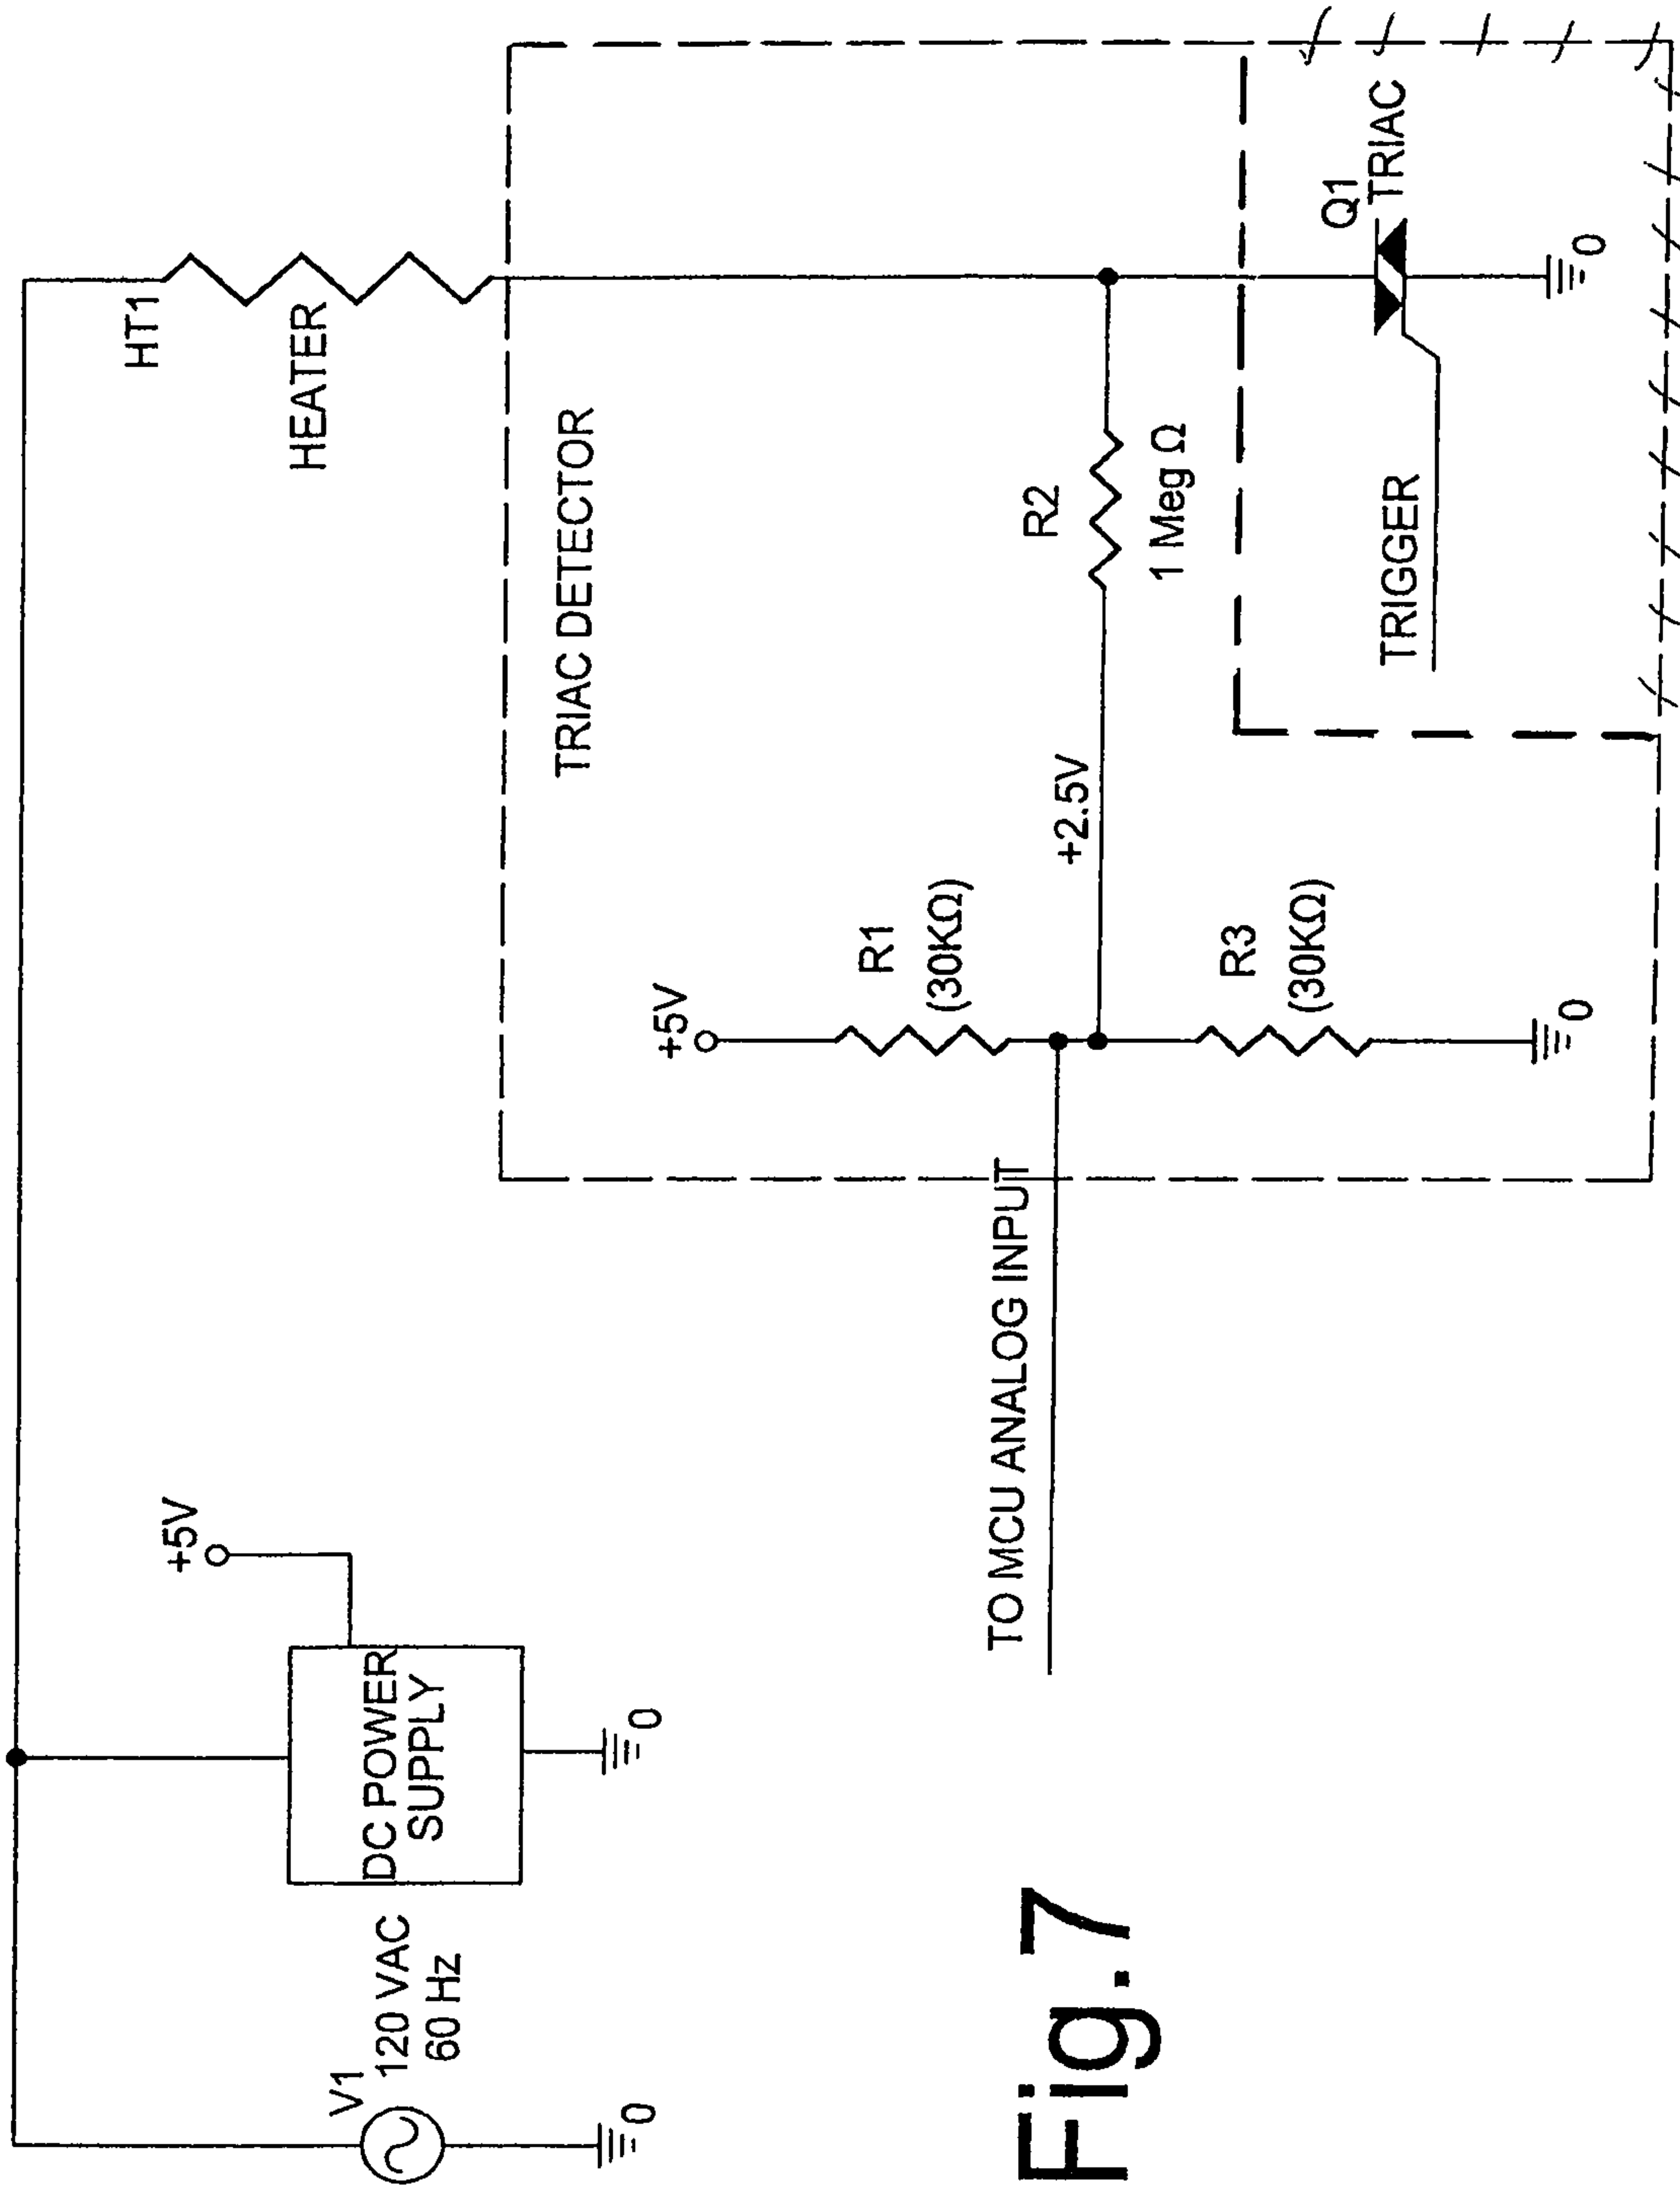 V1
120 VAC
60 Hz
0
DC POWER
SUPPLY
+5V
0
HT1
HEATER
TRIAC DETECTOR
+5V
R1
(30KΩ)
+2.5V
R2
1 Meg Ω
R3
(30KΩ)
0
TO MCU ANALOG INPUT
Q1
TRIAC
TRIGGER
0
Fig.7